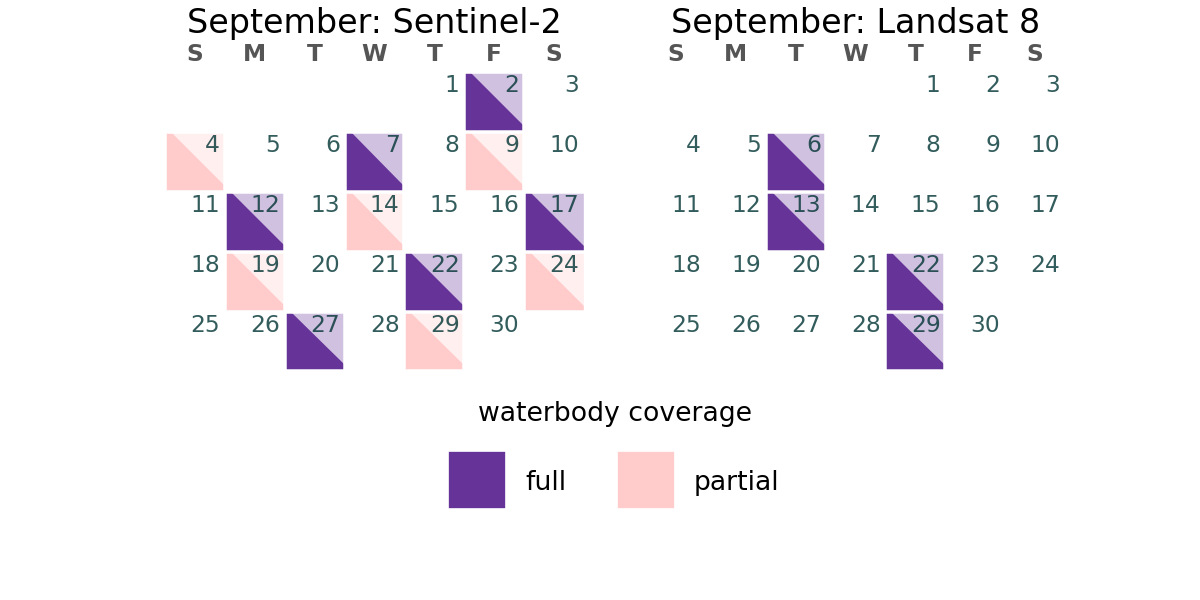 September: Sentinel-2
S M T W T F S
1 2 3
4 5 6 7 8 9 10
11 12 13 14 15 16 17
18 19 20 21 22 23 24
25 26 27 28 29 30
September: Landsat 8
S M T W T F S
1 2 3
4 5 6 7 8 9 10
11 12 13 14 15 16 17
18 19 20 21 22 23 24
25 26 27 28 29 30
waterbody coverage
full partial